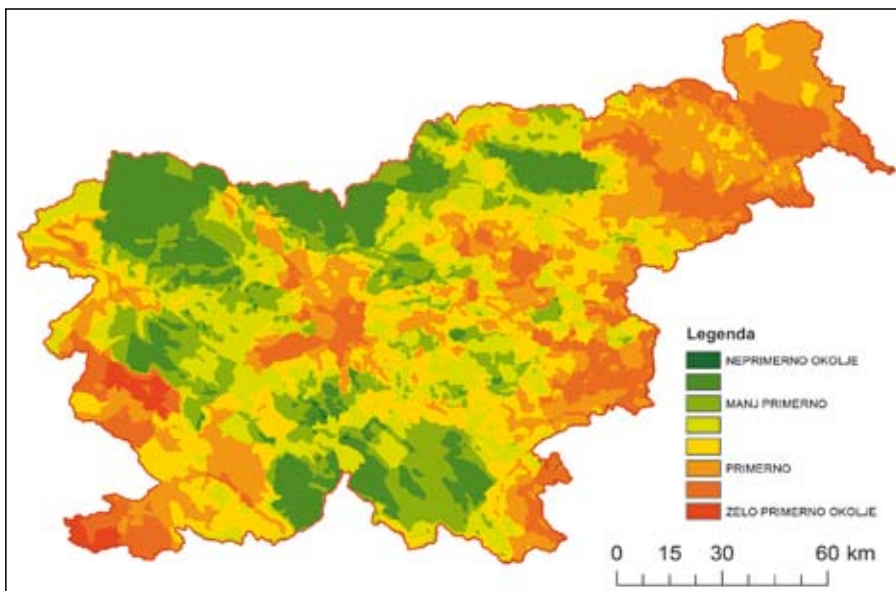 Legenda
NEPRIMERNO OKOLJE
MANJ PRIMERNO
PRIMERNO
ZELO PRIMERNO OKOLJE
0 15 30 60 km